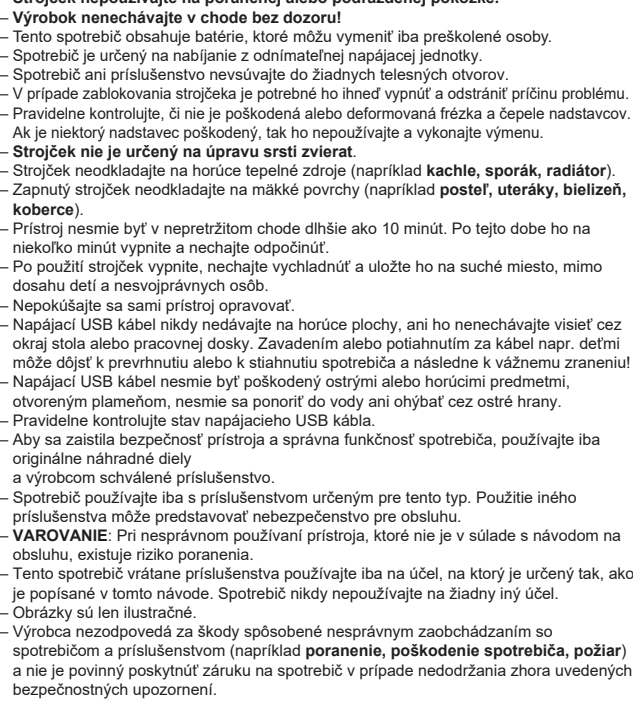 – Strojček nepoužívajte na poranenej alebo podráždenej pokožke!
– Výrobok nenechávajte v chode bez dozoru!
– Tento spotrebič obsahuje batérie, ktoré môžu vymeniť iba preškolené osoby.
– Spotrebič je určený na nabíjanie z odnímateľnej napájacej jednotky.
– Spotrebič ani príslušenstvo nevsúvajte do žiadnych telesných otvorov.
– V prípade zablokovania strojčeka je potrebné ho ihneď vypnúť a odstrániť príčinu problému.
– Pravidelne kontrolujte, či nie je poškodená alebo deformovaná frézka a čepele nadstavcov.
Ak je niektorý nadstavec poškodený, tak ho nepoužívajte a vykonajte výmenu.
– Strojček nie je určený na úpravu srsti zvierat.
– Strojček neodkladajte na horúce tepelné zdroje (napríklad kachle, sporák, radiátor).
– Zapnutý strojček neodkladajte na mäkké povrchy (napríklad posteľ, uteráky, bielizeň,
koberce).
– Prístroj nesmie byť v nepretržitom chode dlhšie ako 10 minút. Po tejto dobe ho na
niekoľko minút vypnite a nechajte odpočinúť.
– Po použití strojček vypnite, nechajte vychladnúť a uložte ho na suché miesto, mimo
dosahu detí a nesvojprávnych osôb.
– Nepokúšajte sa sami prístroj opravovať.
– Napájací USB kábel nikdy nedávajte na horúce plochy, ani ho nenechávajte visieť cez
okraj stola alebo pracovnej dosky. Zavadením alebo potiahnutím za kábel napr. deťmi
môže dôjsť k prevrhnutiu alebo k stiahnutiu spotrebiča a následne k vážnemu zraneniu!
– Napájací USB kábel nesmie byť poškodený ostrými alebo horúcimi predmetmi,
otvoreným plameňom, nesmie sa ponoriť do vody ani ohýbať cez ostré hrany.
– Pravidelne kontrolujte stav napájacieho USB kábla.
– Aby sa zaistila bezpečnosť prístroja a správna funkčnosť spotrebiča, používajte iba
originálne náhradné diely
a výrobcom schválené príslušenstvo.
– Spotrebič používajte iba s príslušenstvom určeným pre tento typ. Použitie iného
príslušenstva môže predstavovať nebezpečenstvo pre obsluhu.
– VAROVANIE: Pri nesprávnom používaní prístroja, ktoré nie je v súlade s návodom na
obsluhu, existuje riziko poranenia.
– Tento spotrebič vrátane príslušenstva používajte iba na účel, na ktorý je určený tak, ako
je popísané v tomto návode. Spotrebič nikdy nepoužívajte na žiadny iný účel.
– Obrázky sú len ilustračné.
– Výrobca nezodpovedá za škody spôsobené nesprávnym zaobchádzaním so
spotrebičom a príslušenstvom (napríklad poranenie, poškodenie spotrebiča, požiar)
a nie je povinný poskytnúť záruku na spotrebič v prípade nedodržania zhora uvedených
bezpečnostných upozornení.